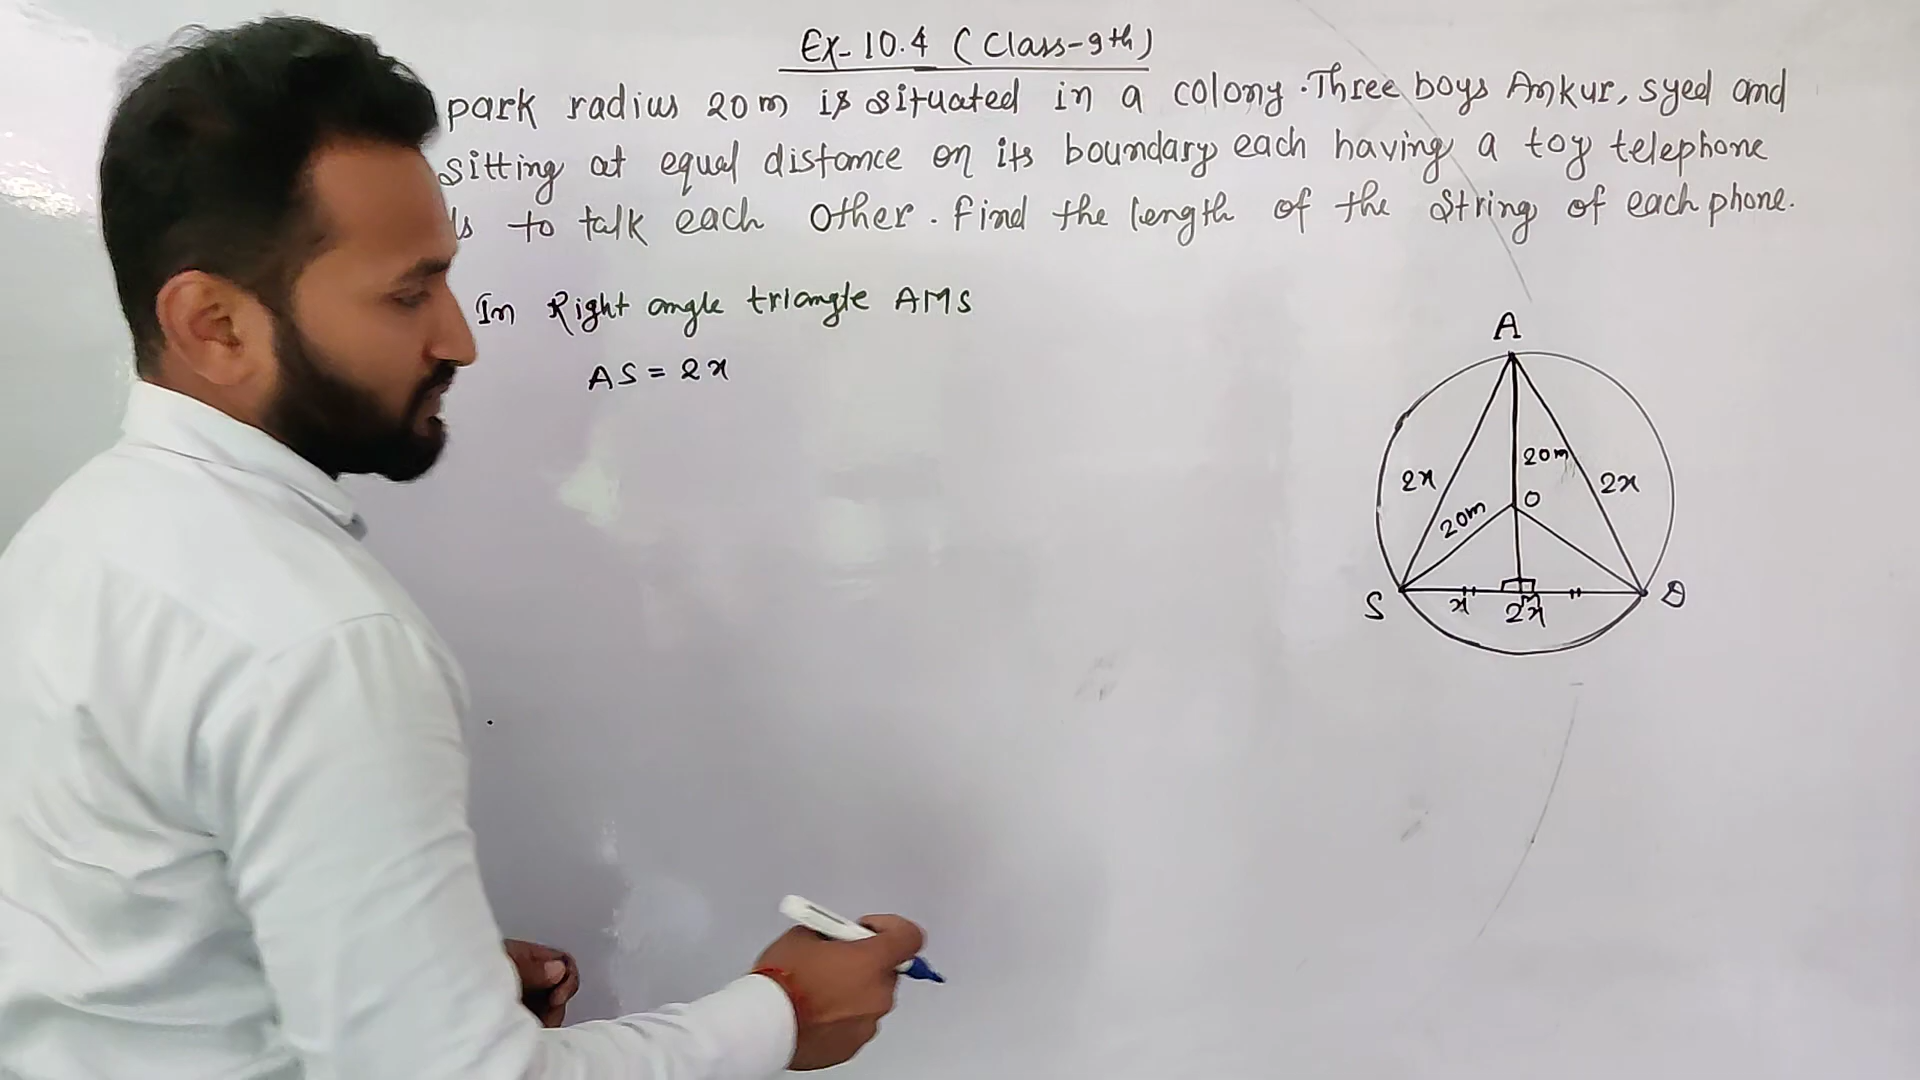 Ex-10.4 (Class-9th)
park radius 20m is situated in a colony. Three boys Ankur, syed and
sitting at equal distance on its boundary each having a toy telephone
to talk each other. find the length of the string of each phone.
In Right angle triangle AMS
AS = 2x
A
20m
2x
2x
O
20m
S
x
M
2x
D